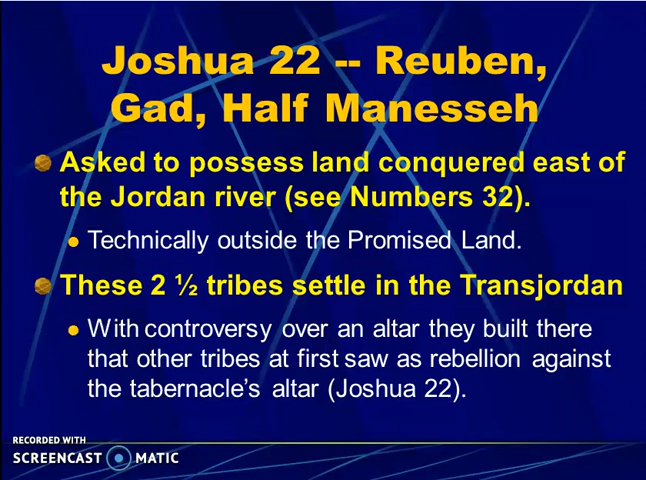 Joshua 22 -- Reuben,
Gad, Half Manesseh
Asked to possess land conquered east of
the Jordan river (see Numbers 32).
Technically outside the Promised Land.
These 2 ½ tribes settle in the Transjordan
With controversy over an altar they built there
that other tribes at first saw as rebellion against
the tabernacle’s altar (Joshua 22).
RECORDED WITH
SCREENCAST MATIC